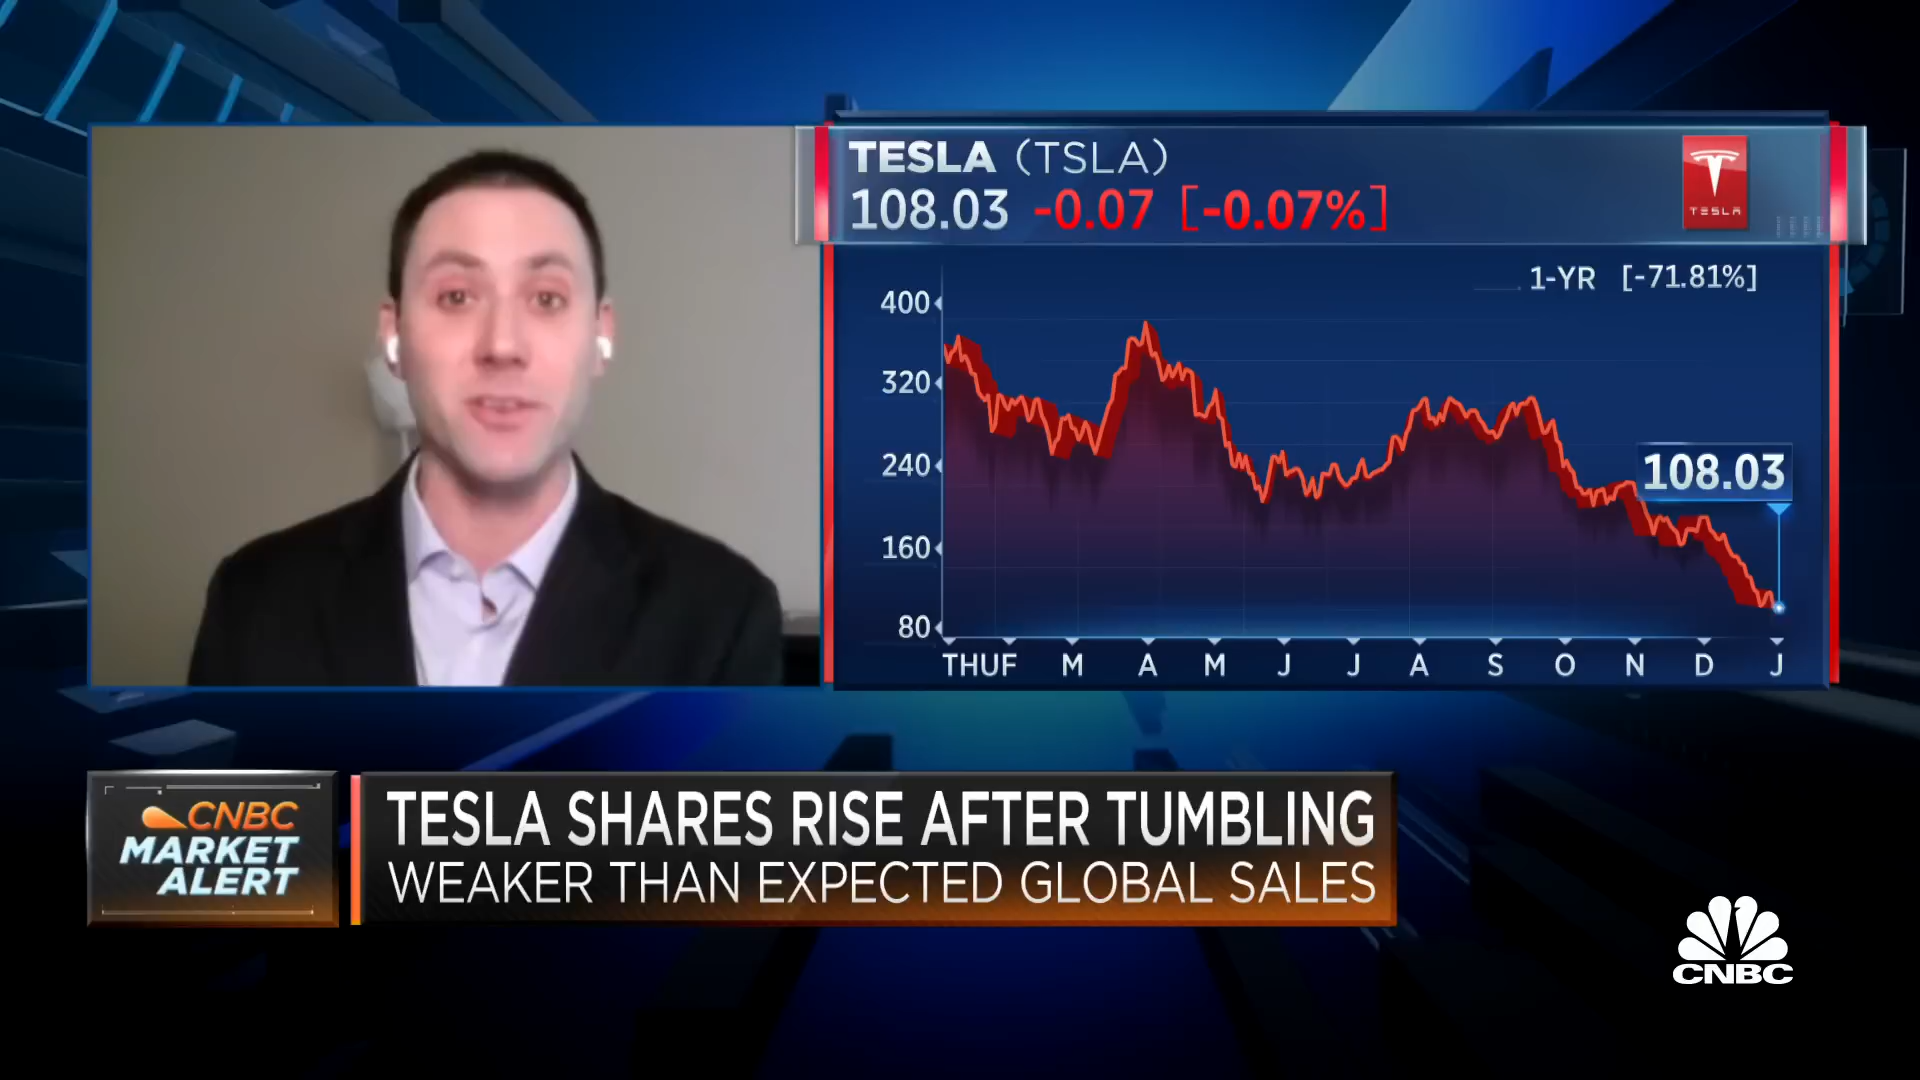 TESLA (TSLA)
108.03 -0.07 [-0.07%]
TESLA
1-YR [-71.81%]
400
320
240
160
80
108.03
THUF M A M J J A S O N D J
CNBC
MARKET
ALERT
TESLA SHARES RISE AFTER TUMBLING
WEAKER THAN EXPECTED GLOBAL SALES
CNBC